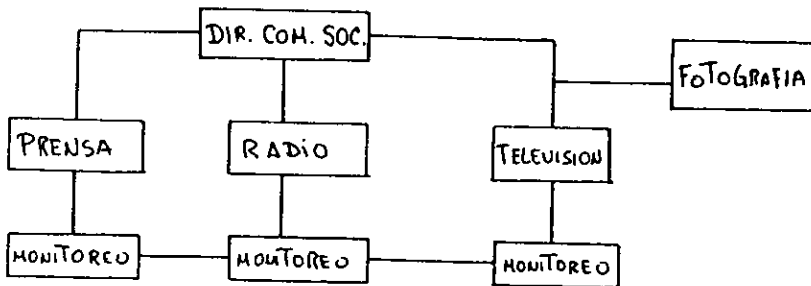 DIR. COM. SOC.
FOTOGRAFIA
PRENSA
RADIO
TELEVISION
MONITOREO
MONITOREO
MONITOREO